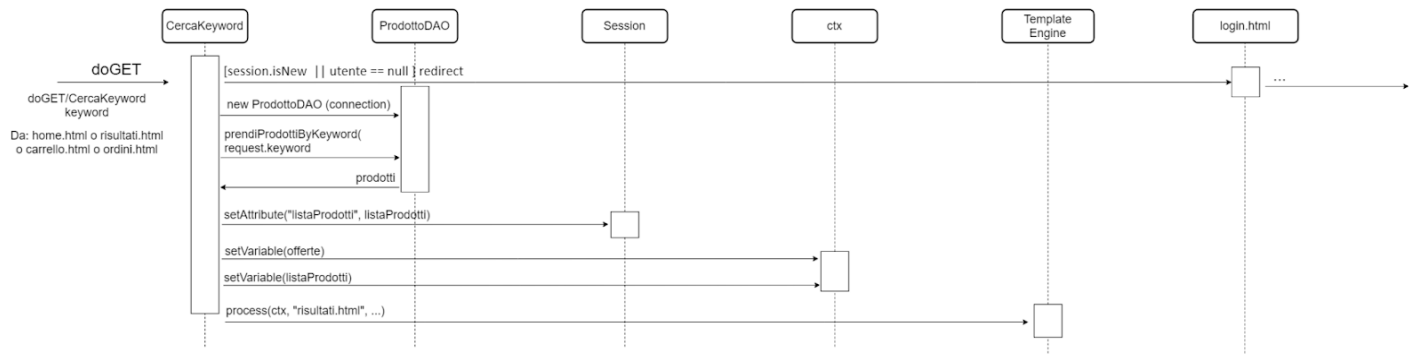 CercaKeyword
ProdottoDAO
Session
ctx
Template
Engine
login.html
doGET
[session.isNew || utente == null ] redirect
...
doGET/CercaKeyword
keyword
new ProdottoDAO (connection)
Da: home.html o risultati.html
o carrello.html o ordini.html
prendiProdottiByKeyword(
request.keyword
prodotti
setAttribute("listaProdotti", listaProdotti)
setVariable(offerte)
setVariable(listaProdotti)
process(ctx, "risultati.html", ...)